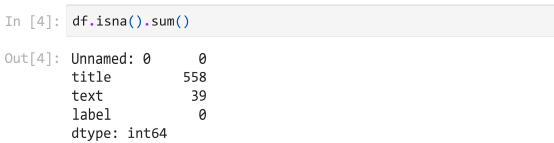 In [4]: df.isna().sum()
Out[4]: Unnamed: 0      0
title         558
text           39
label           0
dtype: int64